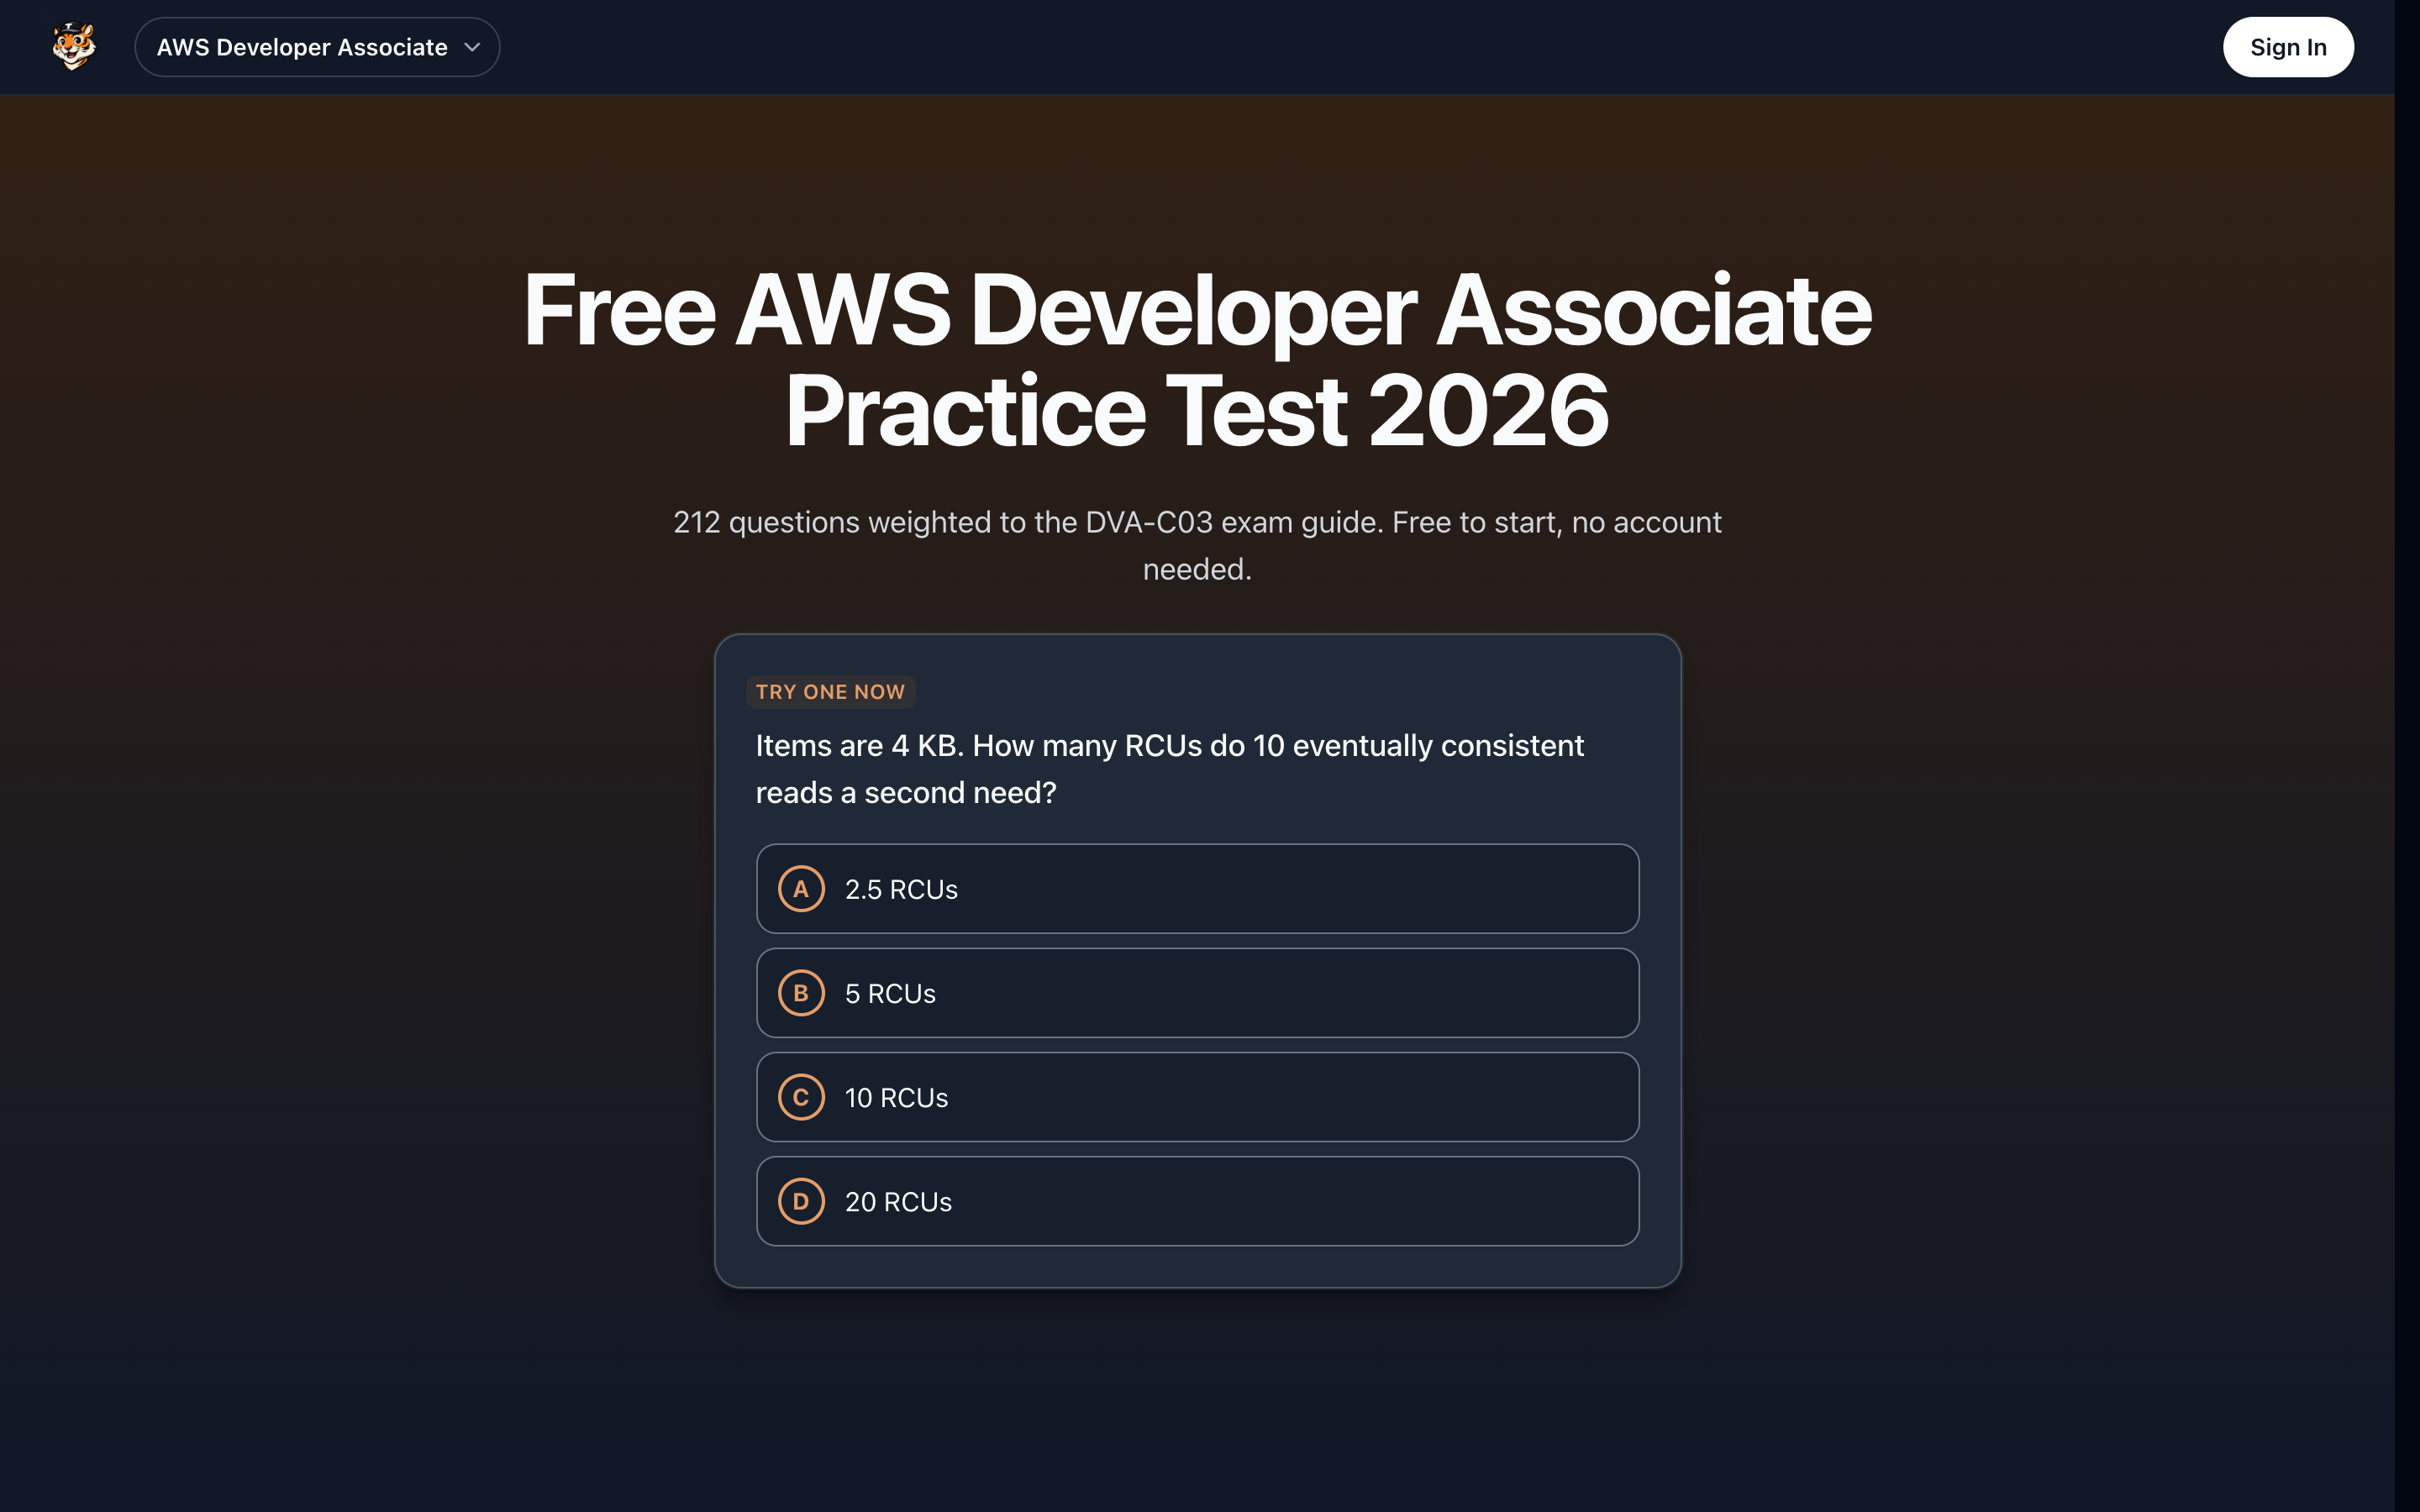 AWS Developer Associate
Sign In
Free AWS Developer Associate
Practice Test 2026
212 questions weighted to the DVA-C03 exam guide. Free to start, no account
needed.
TRY ONE NOW
Items are 4 KB. How many RCUs do 10 eventually consistent
reads a second need?
A 2.5 RCUs
B 5 RCUs
C 10 RCUs
D 20 RCUs